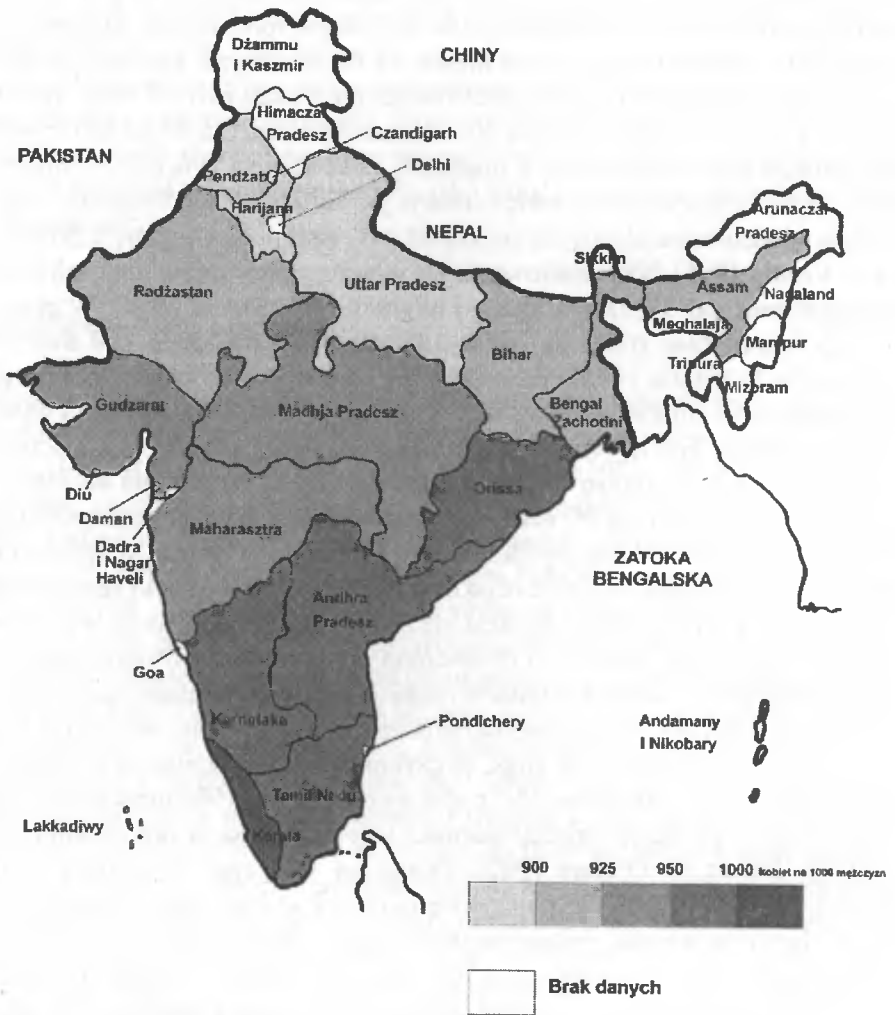 Dżammu
i Kaszmir
CHINY
Himaczal
Pradesz
Czandigarh
PAKISTAN
Pendżab
Delhi
Harijana
Arunaczal
Pradesz
NEPAL
Sikkim
Radżastan
Uttar Pradesz
Assam
Nagaland
Meghalaja
Bihar
Manipur
Tripura
Gudżarat
Madhja Pradesz
Mizoram
Bengal
Zachodni
Diu
Orissa
Daman
Maharasztra
Dadra
i Nagar
Haveli
ZATOKA
BENGALSKA
Andhra
Pradesz
Goa
Karnataka
Pondichery
Andamany
i Nikobary
Tamil Nadu
Lakkadiwy
Kerala
900 925 950 1000 kobiet na 1000 mężczyzn
Brak danych